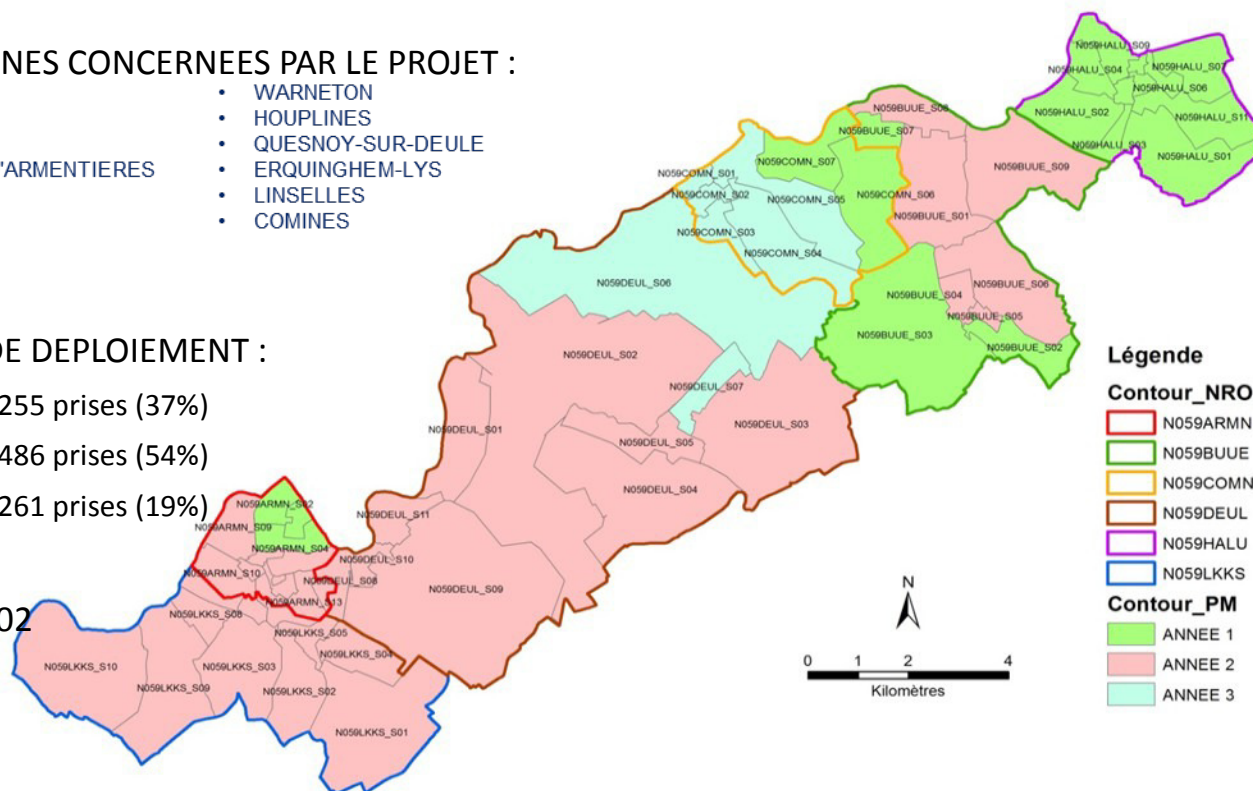 NES CONCERNEES PAR LE PROJET :
• WARNETON
• HOUPLINES
• QUESNOY-SUR-DEULE
'ARMENTIERES
• ERQUINGHEM-LYS
• LINSELLES
• COMINES
DE DEPLOIEMENT :
255 prises (37%)
486 prises (54%)
261 prises (19%)
02
N059HALU_S09
N059HALU_S04
N059HALU_S07
N059HALU_S06
N059HALU_S02
N059HALU_S11
N059HALU_S03
N059HALU_S01
N059BUUE_S08
N059BUUE_S07
N059BUUE_S09
N059COMN_S07
N059COMN_S01
N059COMN_S02
N059COMN_S05
N059COMN_S06
N059BUUE_S01
N059COMN_S03
N059COMN_S04
N059DEUL_S06
N059BUUE_S04
N059BUUE_S06
N059BUUE_S05
N059BUUE_S03
N059BUUE_S02
N059DEUL_S02
N059DEUL_S07
N059DEUL_S01
N059DEUL_S03
N059DEUL_S05
N059DEUL_S04
N059ARMN_S02
N059DEUL_S11
N059ARMN_S09
N059ARMN_S04
N059DEUL_S10
N059ARMN_S10
N059DEUL_S08
N059DEUL_S09
N059ARMN_S13
N059LKKS_S08
N059LKKS_S05
N059LKKS_S04
N059LKKS_S10
N059LKKS_S03
N059LKKS_S09
N059LKKS_S02
N059LKKS_S01
N
0 1 2 4
Kilomètres
Légende
Contour_NRO
N059ARMN
N059BUUE
N059COMN
N059DEUL
N059HALU
N059LKKS
Contour_PM
ANNEE 1
ANNEE 2
ANNEE 3